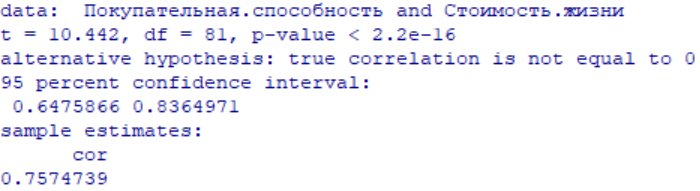 data:  Покупательная.способность and Стоимость.жизни
t = 10.442, df = 81, p-value < 2.2e-16
alternative hypothesis: true correlation is not equal to 0
95 percent confidence interval:
 0.6475866 0.8364971
sample estimates:
      cor
0.7574739